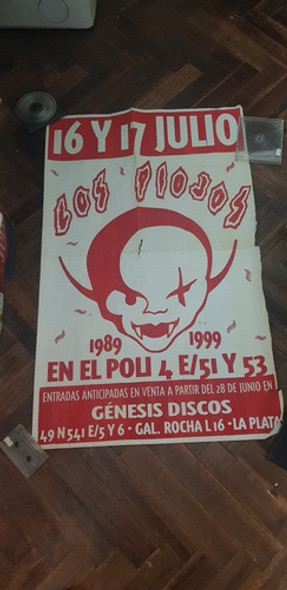 16 Y 17 JULIO
LOS PIOJOS
1989 1999
EN EL POLI 4 E/51 Y 53
ENTRADAS ANTICIPADAS EN VENTA A PARTIR DEL 28 DE JUNIO EN
GÉNESIS DISCOS
49 N 541 E/5 Y 6 · GAL. ROCHA L 16 · LA PLATA